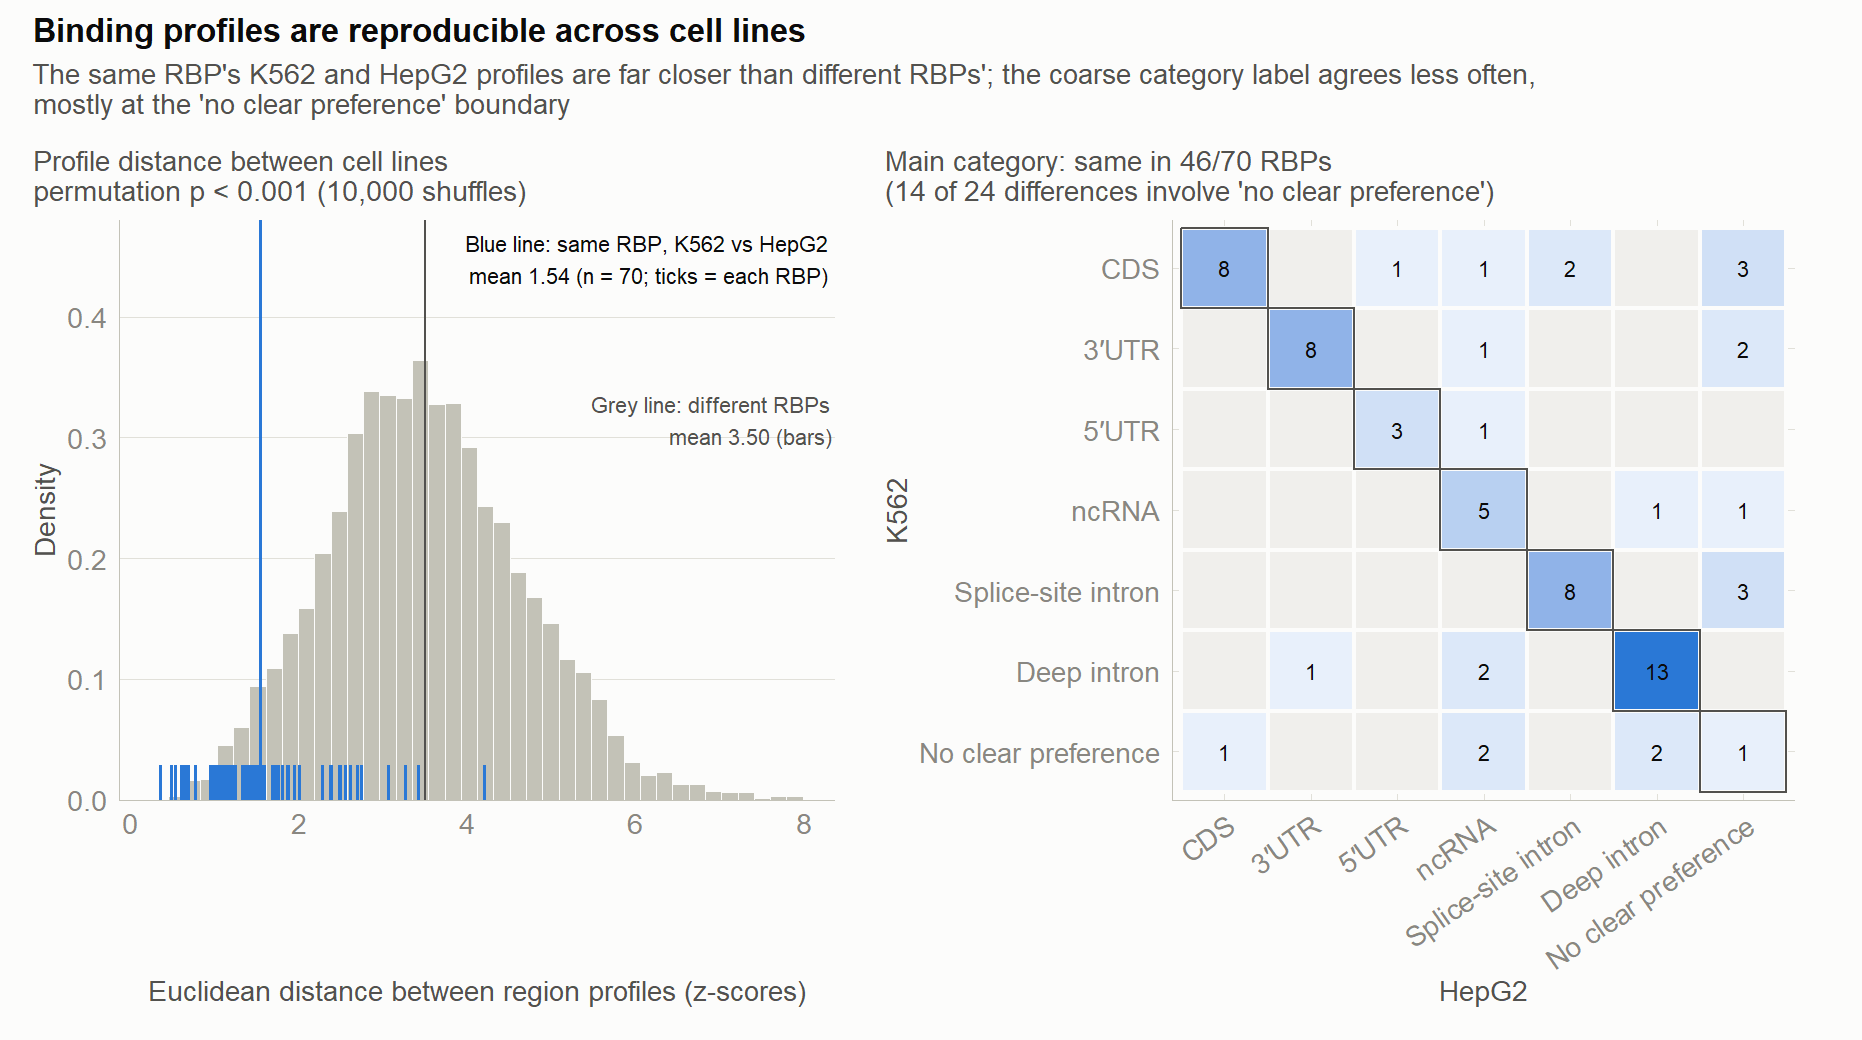 Binding profiles are reproducible across cell lines
The same RBP's K562 and HepG2 profiles are far closer than different RBPs'; the coarse category label agrees less often,
mostly at the 'no clear preference' boundary
Profile distance between cell lines
permutation p < 0.001 (10,000 shuffles)
Blue line: same RBP, K562 vs HepG2
mean 1.54 (n = 70; ticks = each RBP)
Grey line: different RBPs
mean 3.50 (bars)
Density
0.4
0.3
0.2
0.1
0.0
0 2 4 6 8
Euclidean distance between region profiles (z-scores)
Main category: same in 46/70 RBPs
(14 of 24 differences involve 'no clear preference')
K562
CDS 8 1 1 2 3
3′UTR 8 1 2
5′UTR 3 1
ncRNA 5 1 1
Splice-site intron 8 3
Deep intron 1 2 13
No clear preference 1 2 2 1
CDS
3′UTR
5′UTR
ncRNA
Splice-site intron
Deep intron
No clear preference
HepG2